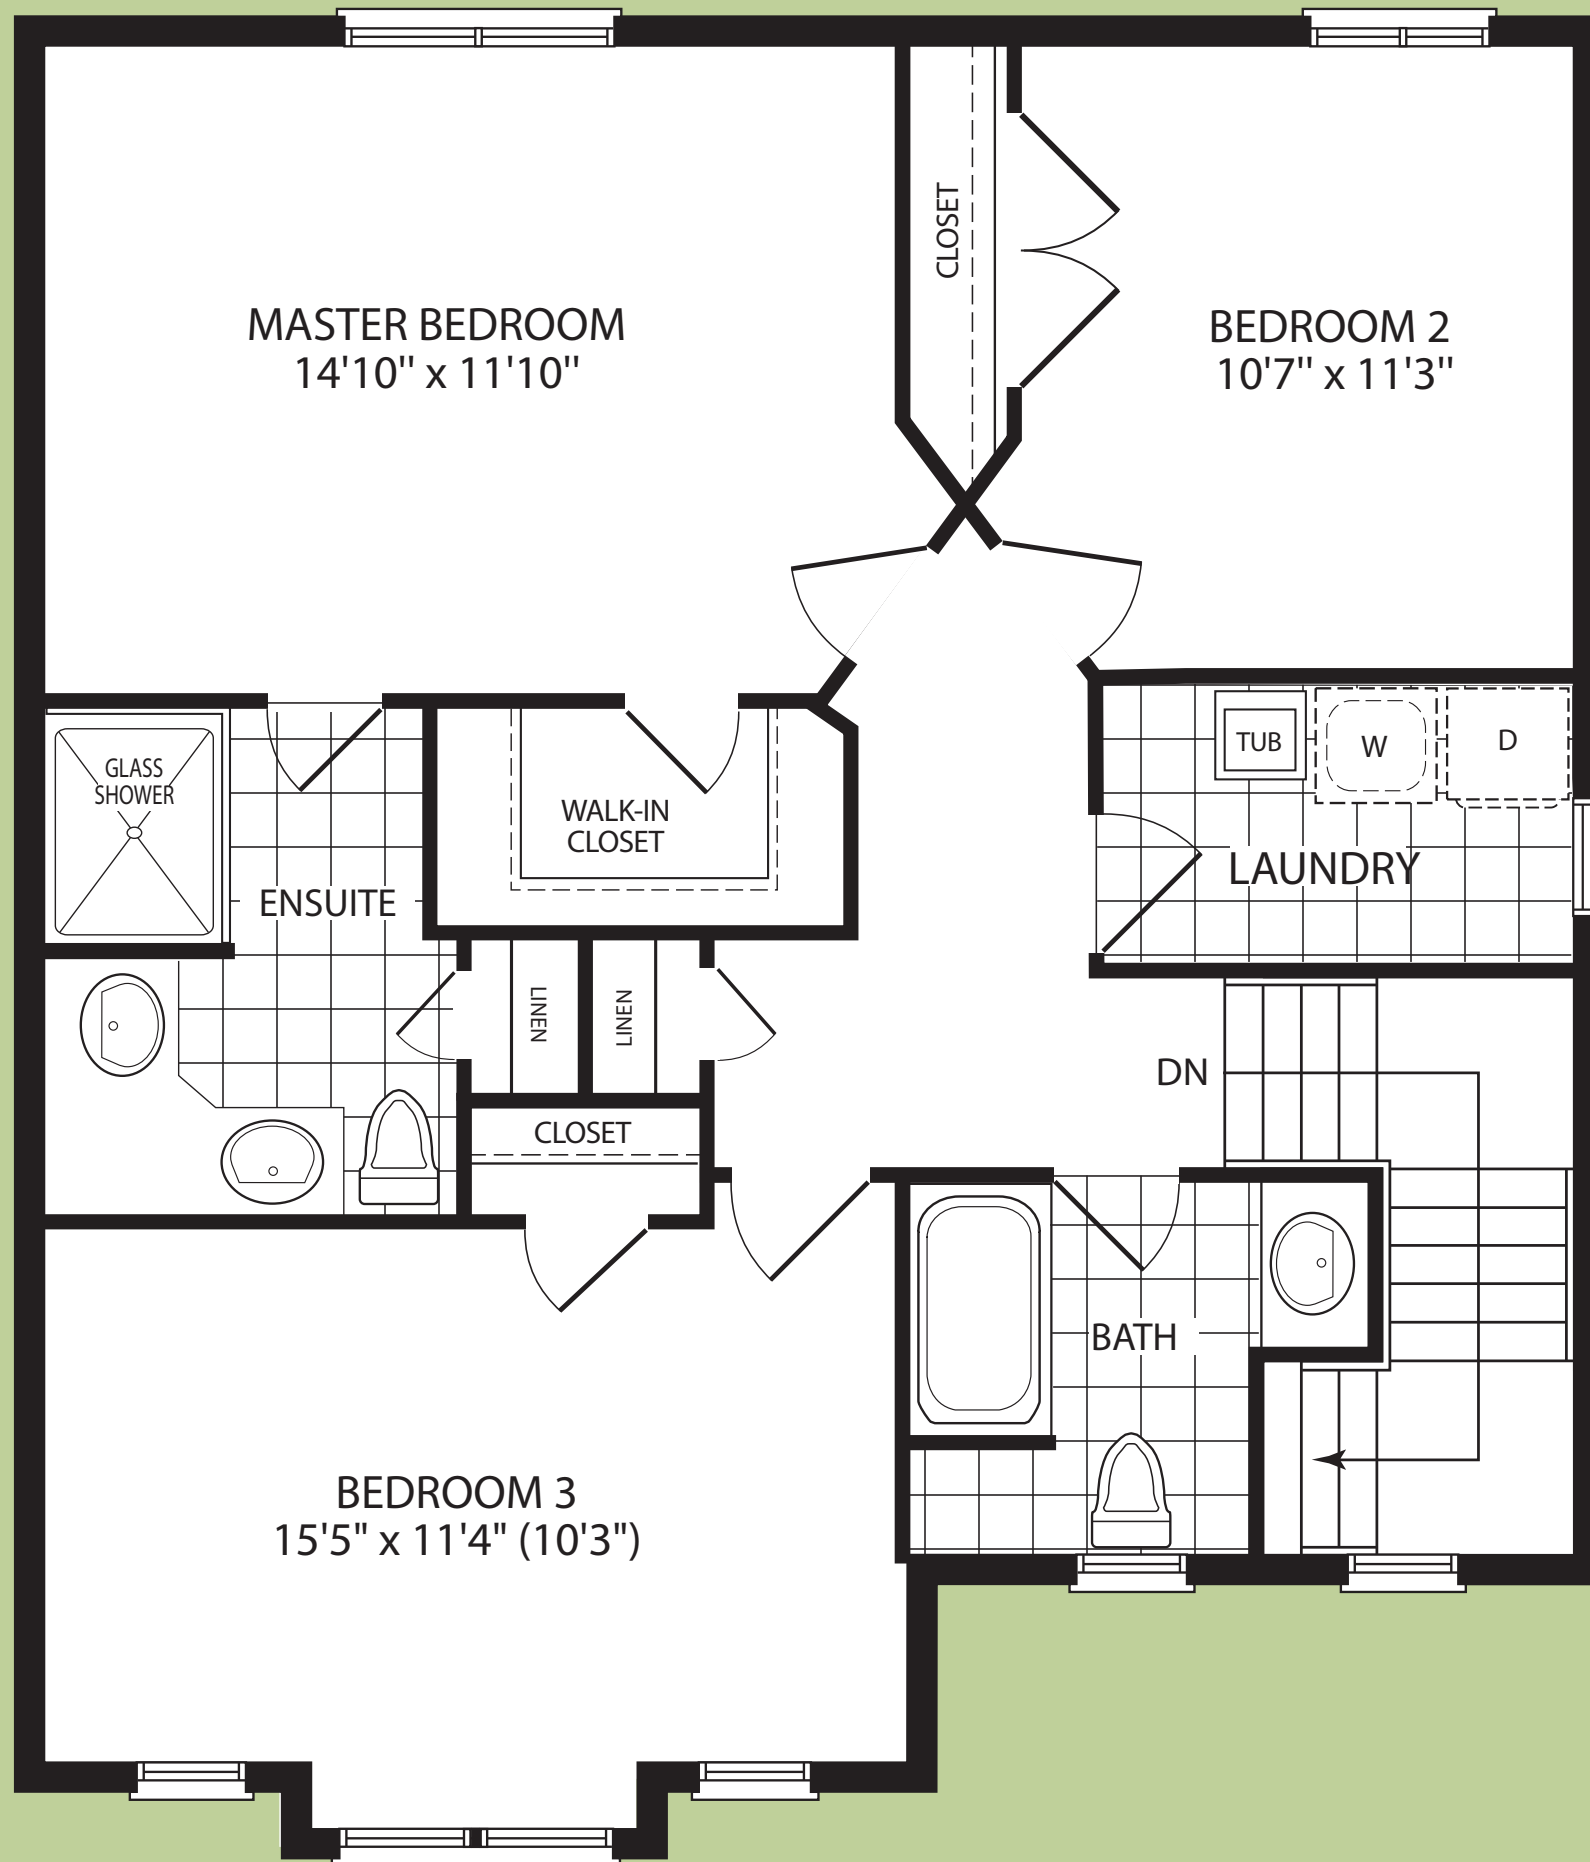 CLOSET
MASTER BEDROOM
14'10" x 11'10"
BEDROOM 2
10'7" x 11'3"
GLASS
SHOWER
WALK-IN
CLOSET
TUB
W
D
ENSUITE
LAUNDRY
LINEN
LINEN
DN
CLOSET
BATH
BEDROOM 3
15'5" x 11'4" (10'3")